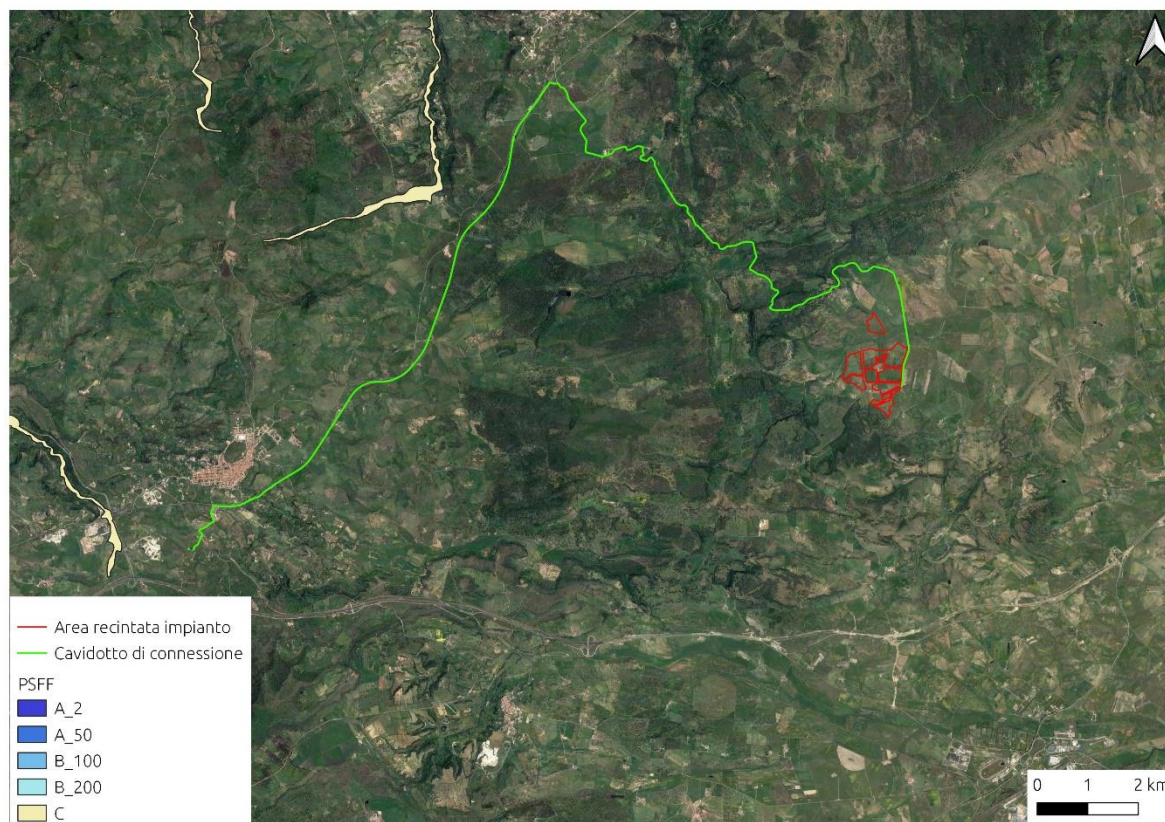 Area recintata impianto
Cavidotto di connessione
PSFF
A_2
A_50
B_100
B_200
C
0 1 2 km